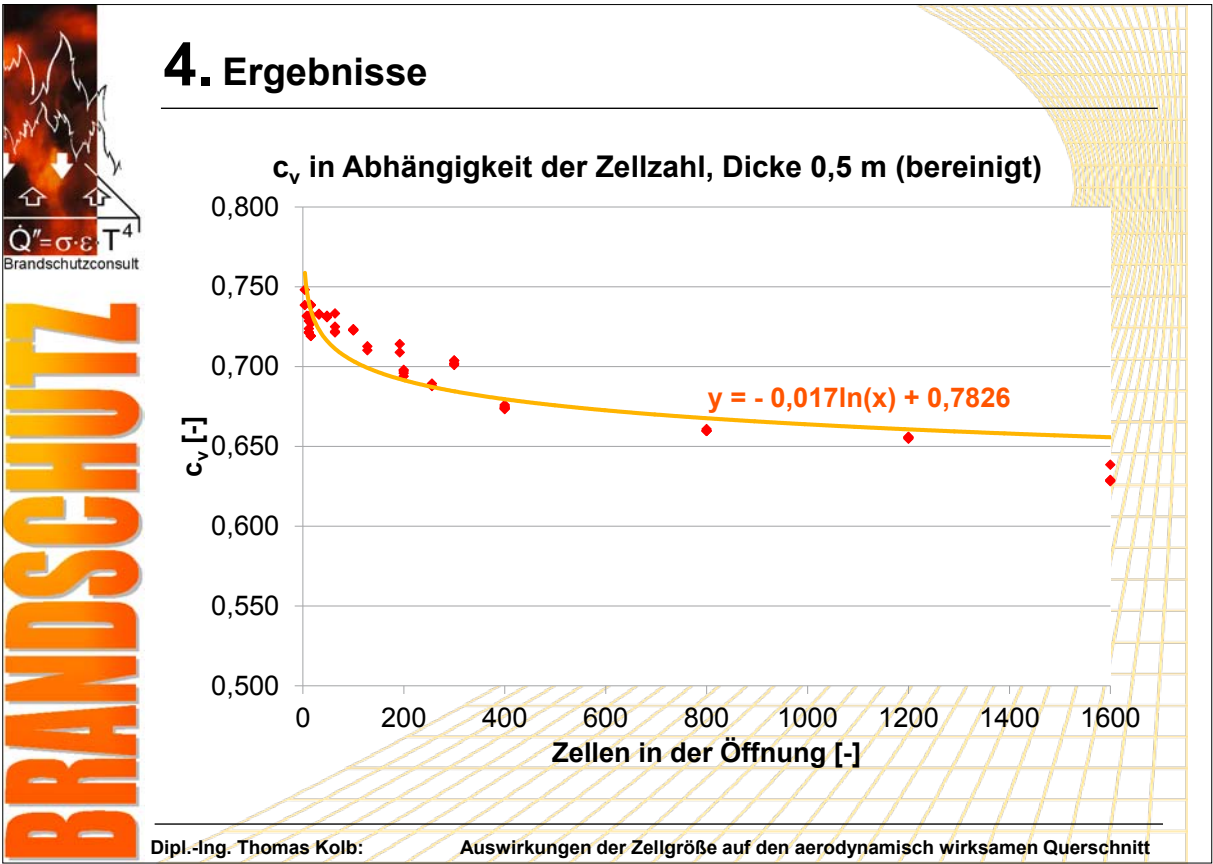 4. Ergebnisse
Q̇″=σ·ε·T⁴
Brandschutzconsult
BRANDSCHUTZ
cᵥ in Abhängigkeit der Zellzahl, Dicke 0,5 m (bereinigt)
0,800
0,750
0,700
0,650
0,600
0,550
0,500
cᵥ [-]
y = - 0,017ln(x) + 0,7826
0 200 400 600 800 1000 1200 1400 1600
Zellen in der Öffnung [-]
Dipl.-Ing. Thomas Kolb: Auswirkungen der Zellgröße auf den aerodynamisch wirksamen Querschnitt